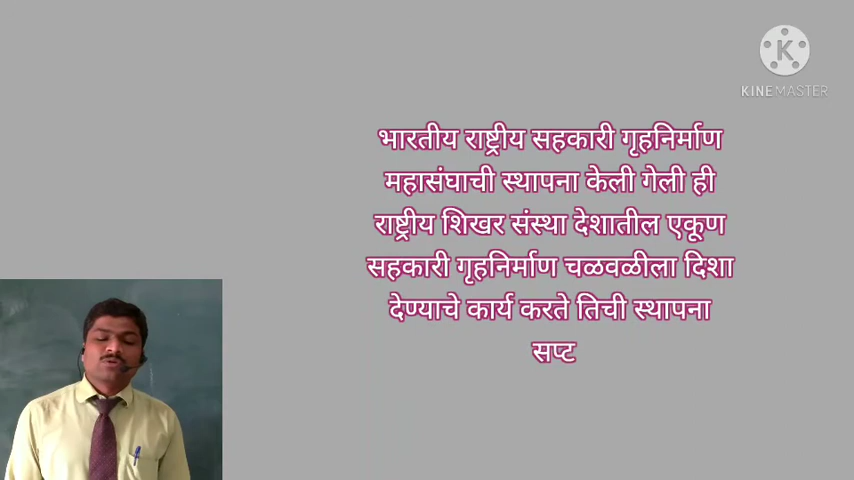 KINEMASTER
भारतीय राष्ट्रीय सहकारी गृहनिर्माण
महासंघाची स्थापना केली गेली ही
राष्ट्रीय शिखर संस्था देशातील एकूण
सहकारी गृहनिर्माण चळवळीला दिशा
देण्याचे कार्य करते तिची स्थापना
सप्ट